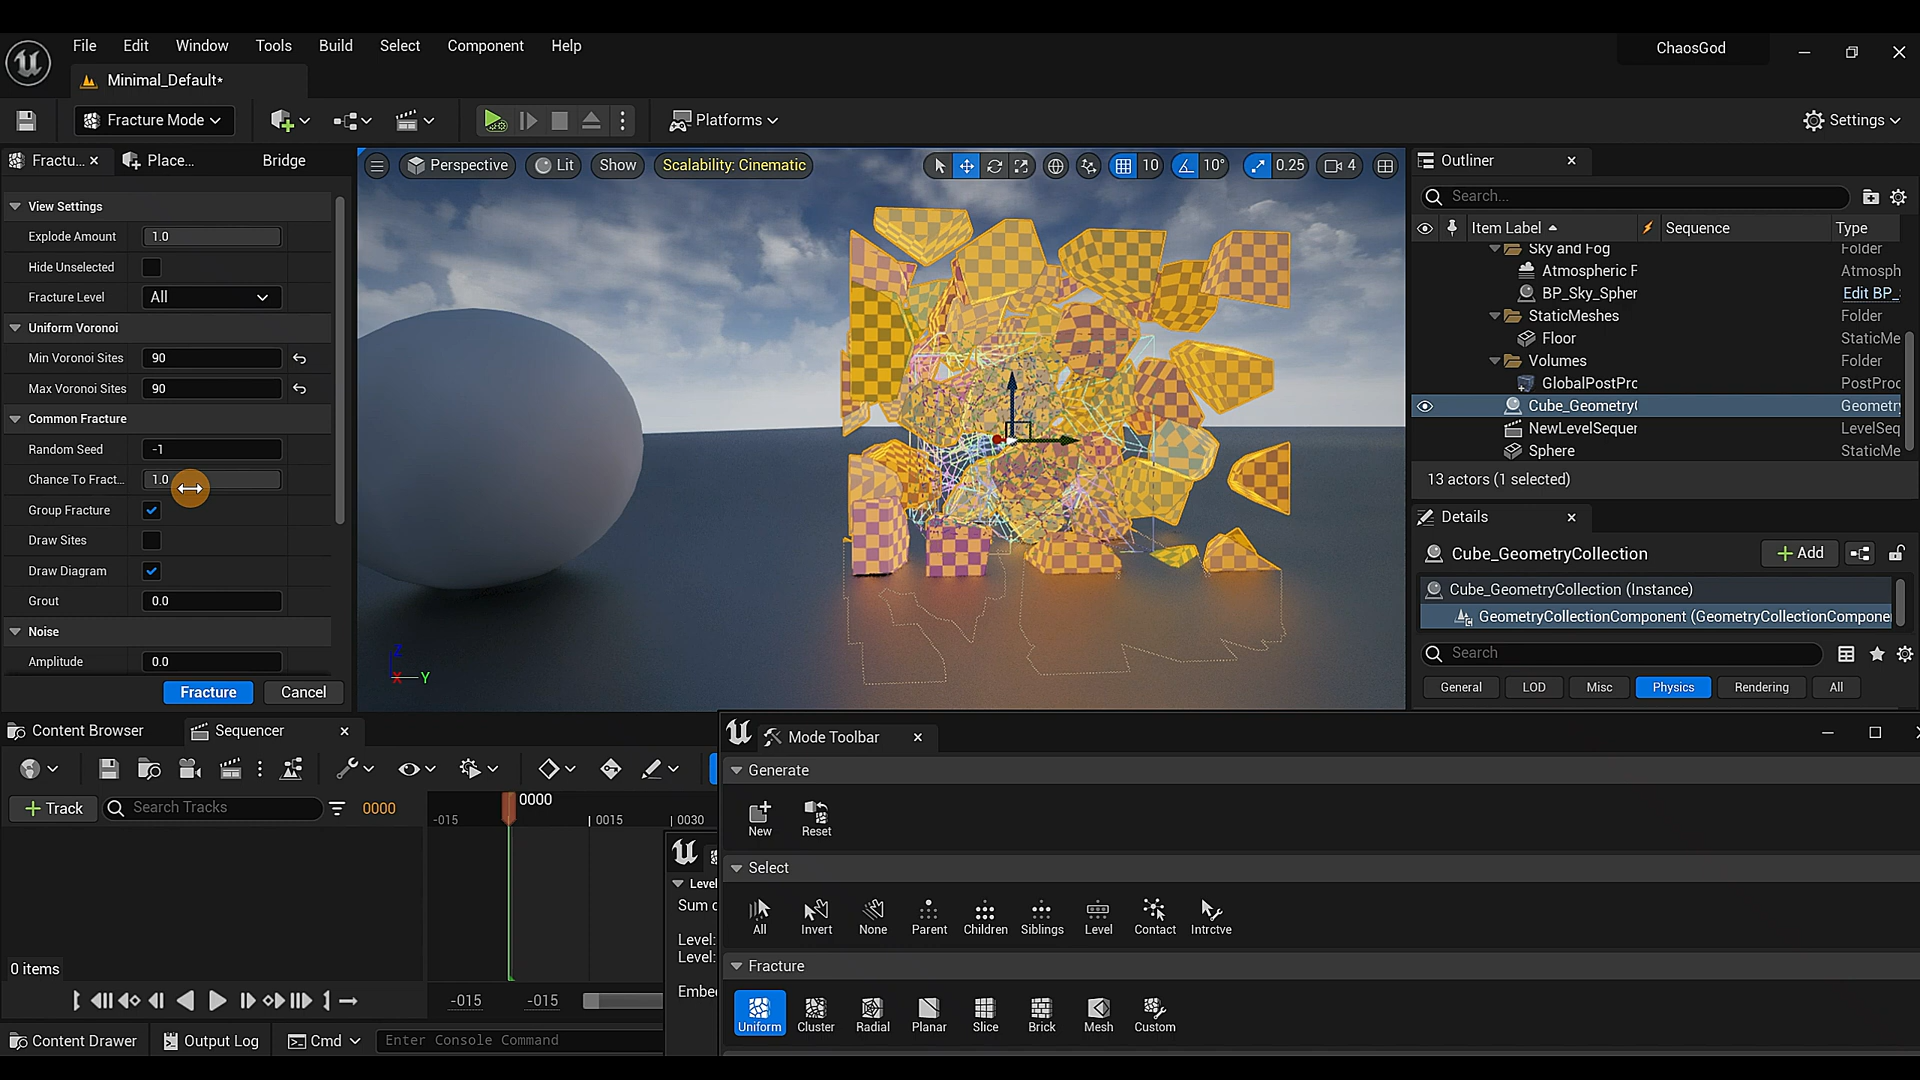 File Edit Window Tools Build Select Component Help
ChaosGod
Minimal_Default*
Fracture Mode
Platforms
Settings
Fractu... Place... Bridge
View Settings
Explode Amount 1.0
Hide Unselected
Fracture Level All
Uniform Voronoi
Min Voronoi Sites 90
Max Voronoi Sites 90
Common Fracture
Random Seed -1
Chance To Fract... 1.0
Group Fracture
Draw Sites
Draw Diagram
Grout 0.0
Noise
Amplitude 0.0
Fracture Cancel
Perspective Lit Show Scalability: Cinematic 10 10° 0.25 4
Z
X Y
Outliner
Search...
Item Label Sequence Type
Sky and Fog Folder
Atmospheric F Atmosph
BP_Sky_Spher Edit BP_
StaticMeshes Folder
Floor StaticMe
Volumes Folder
GlobalPostPrc PostProc
Cube_Geometry( Geometry
NewLevelSequer LevelSeq
Sphere StaticMe
13 actors (1 selected)
Details
Cube_GeometryCollection
Add
Cube_GeometryCollection (Instance)
GeometryCollectionComponent (GeometryCollectionCompone
Search
General LOD Misc Physics Rendering All
Content Browser Sequencer
Track Search Tracks 0000
0000
-015 0015 0030
0 items
-015 -015
Content Drawer Output Log Cmd Enter Console Command
Level
Sum o
Level:
Level:
Embe
Mode Toolbar
Generate
New Reset
Select
All Invert None Parent Children Siblings Level Contact Intrctve
Fracture
Uniform Cluster Radial Planar Slice Brick Mesh Custom